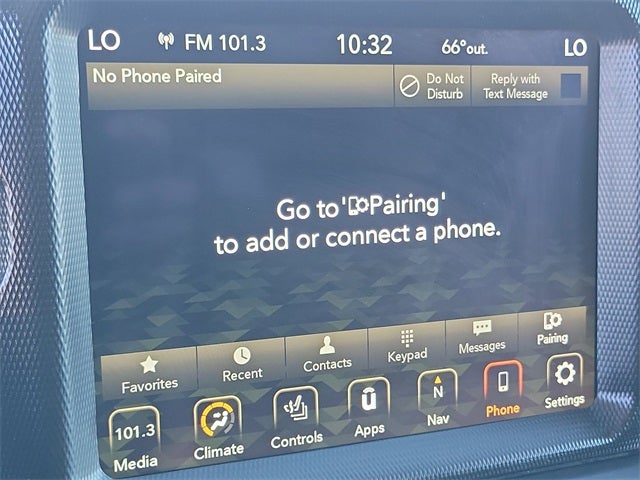 LO FM 101.3 10:32 66°out. LO
No Phone Paired
Do Not
Disturb
Reply with
Text Message
Go to 'Pairing'
to add or connect a phone.
Favorites Recent Contacts Keypad Messages Pairing
101.3 N
Media Climate Controls Apps Nav Phone Settings